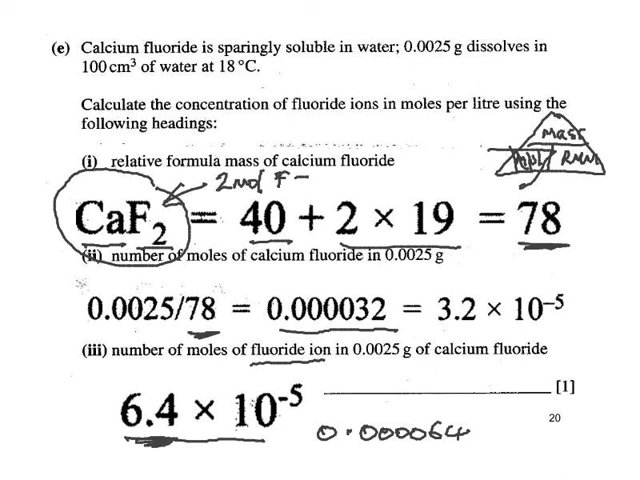 (e) Calcium fluoride is sparingly soluble in water; 0.0025 g dissolves in
100 cm³ of water at 18 °C.
Calculate the concentration of fluoride ions in moles per litre using the
following headings:
Mass
RMM
(i) relative formula mass of calcium fluoride
2mol F-
CaF₂ = 40 + 2 × 19 = 78
(ii) number of moles of calcium fluoride in 0.0025 g
0.0025/78 = 0.000032 = 3.2 × 10⁻⁵
(iii) number of moles of fluoride ion in 0.0025 g of calcium fluoride
6.4 × 10⁻⁵ [1]
0.000064
20